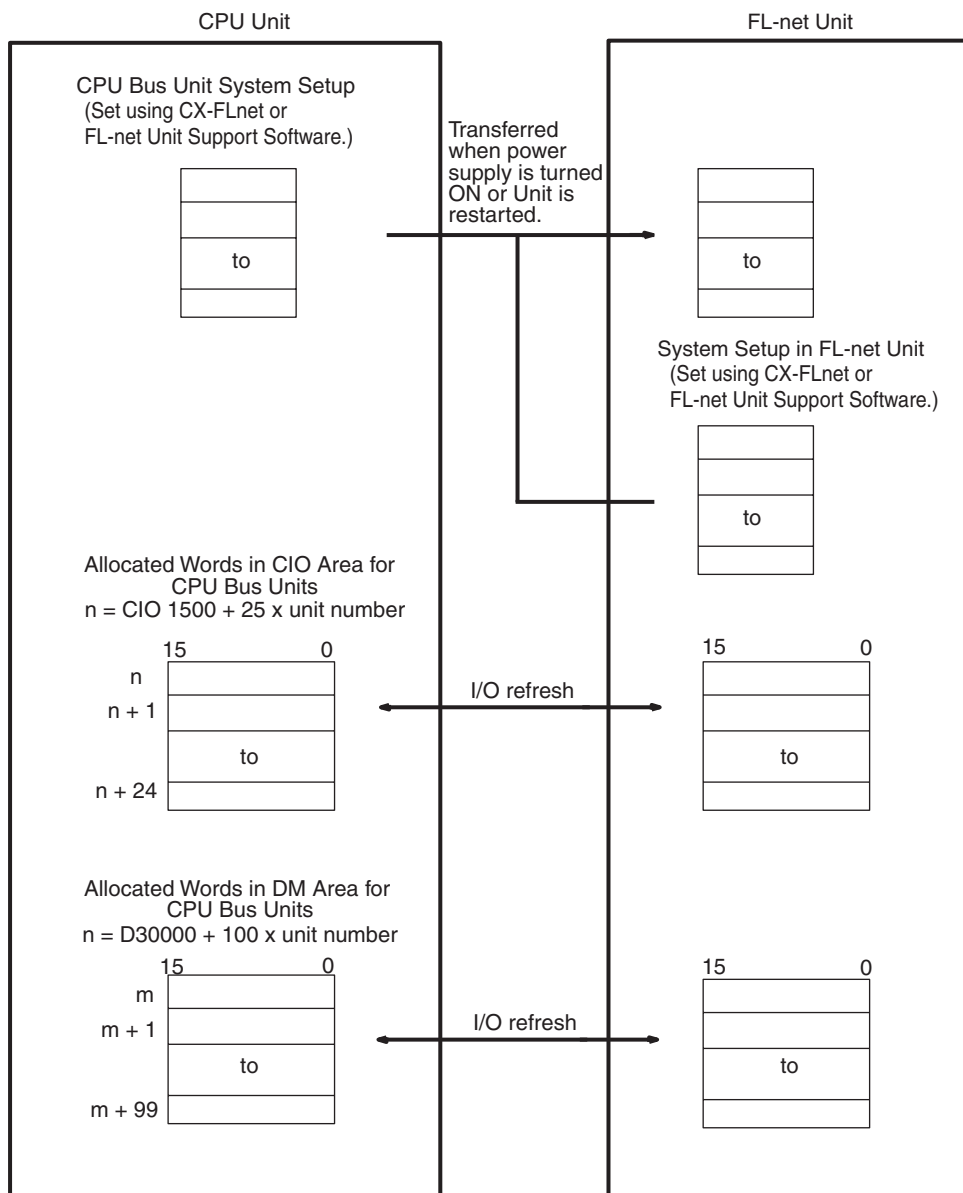 CPU Unit
FL-net Unit
CPU Bus Unit System Setup
(Set using CX-FLnet or
FL-net Unit Support Software.)
Transferred
when power
supply is turned
ON or Unit is
restarted.
to
to
System Setup in FL-net Unit
(Set using CX-FLnet or
FL-net Unit Support Software.)
to
Allocated Words in CIO Area for
CPU Bus Units
n = CIO 1500 + 25 x unit number
15 0
15 0
n
n + 1
I/O refresh
to
to
n + 24
Allocated Words in DM Area for
CPU Bus Units
n = D30000 + 100 x unit number
15 0
15 0
m
m + 1
I/O refresh
to
to
m + 99